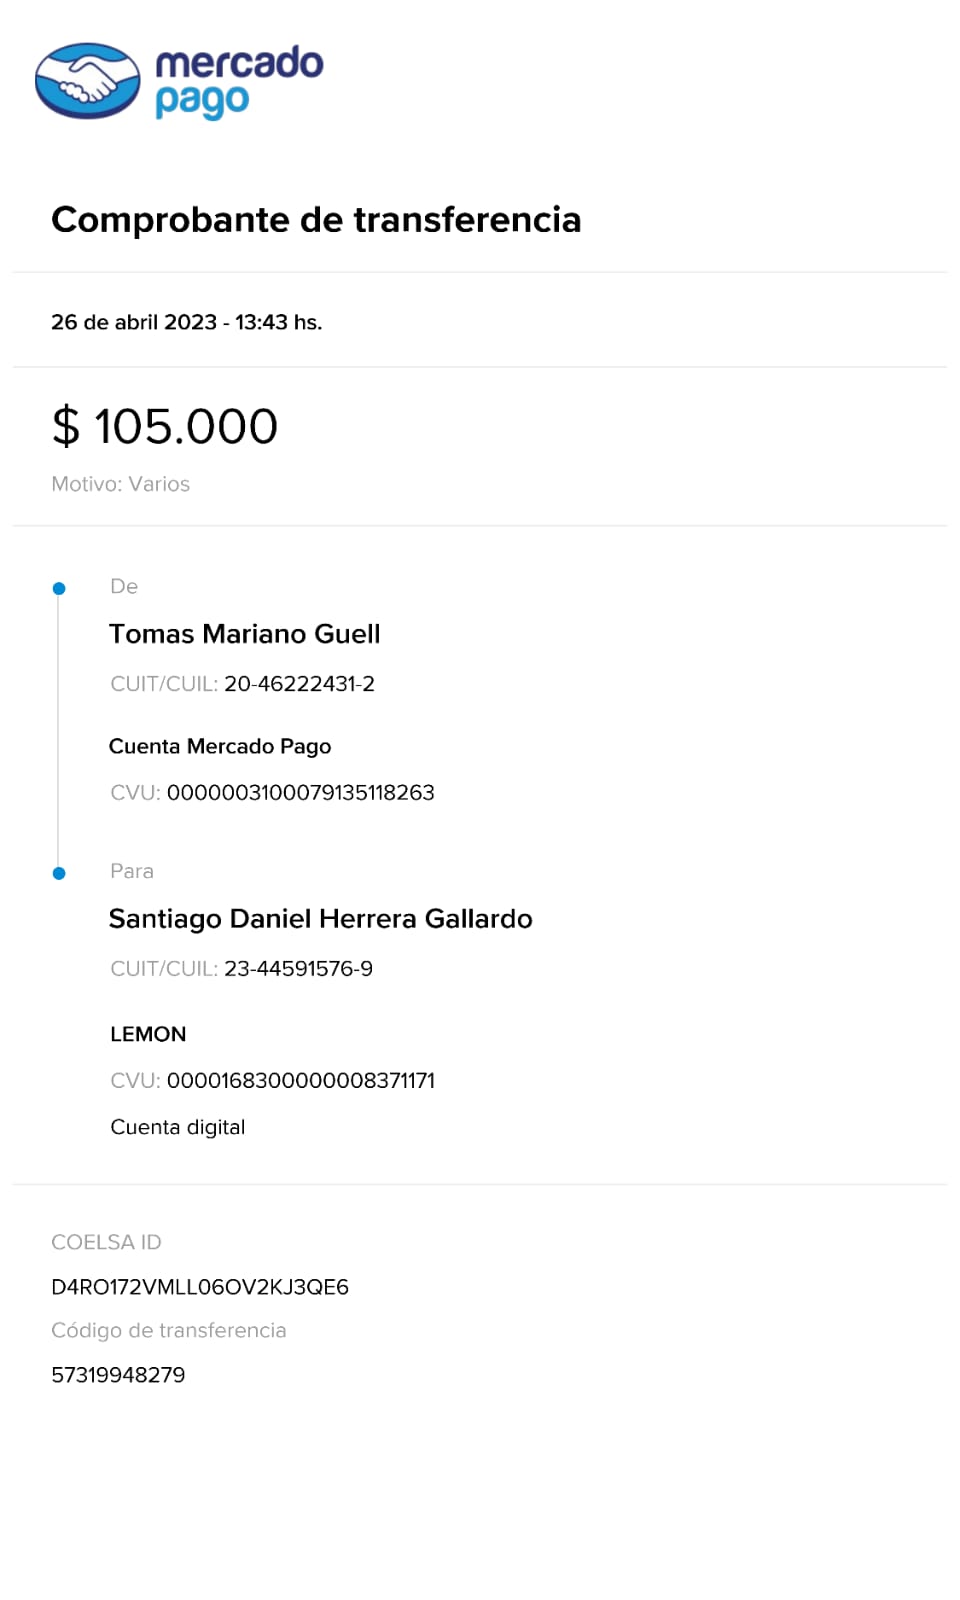 mercado
pago
Comprobante de transferencia
26 de abril 2023 - 13:43 hs.
$ 105.000
Motivo: Varios
De
Tomas Mariano Guell
CUIT/CUIL: 20-46222431-2
Cuenta Mercado Pago
CVU: 0000003100079135118263
Para
Santiago Daniel Herrera Gallardo
CUIT/CUIL: 23-44591576-9
LEMON
CVU: 0000168300000008371171
Cuenta digital
COELSA ID
D4RO172VMLL06OV2KJ3QE6
Código de transferencia
57319948279